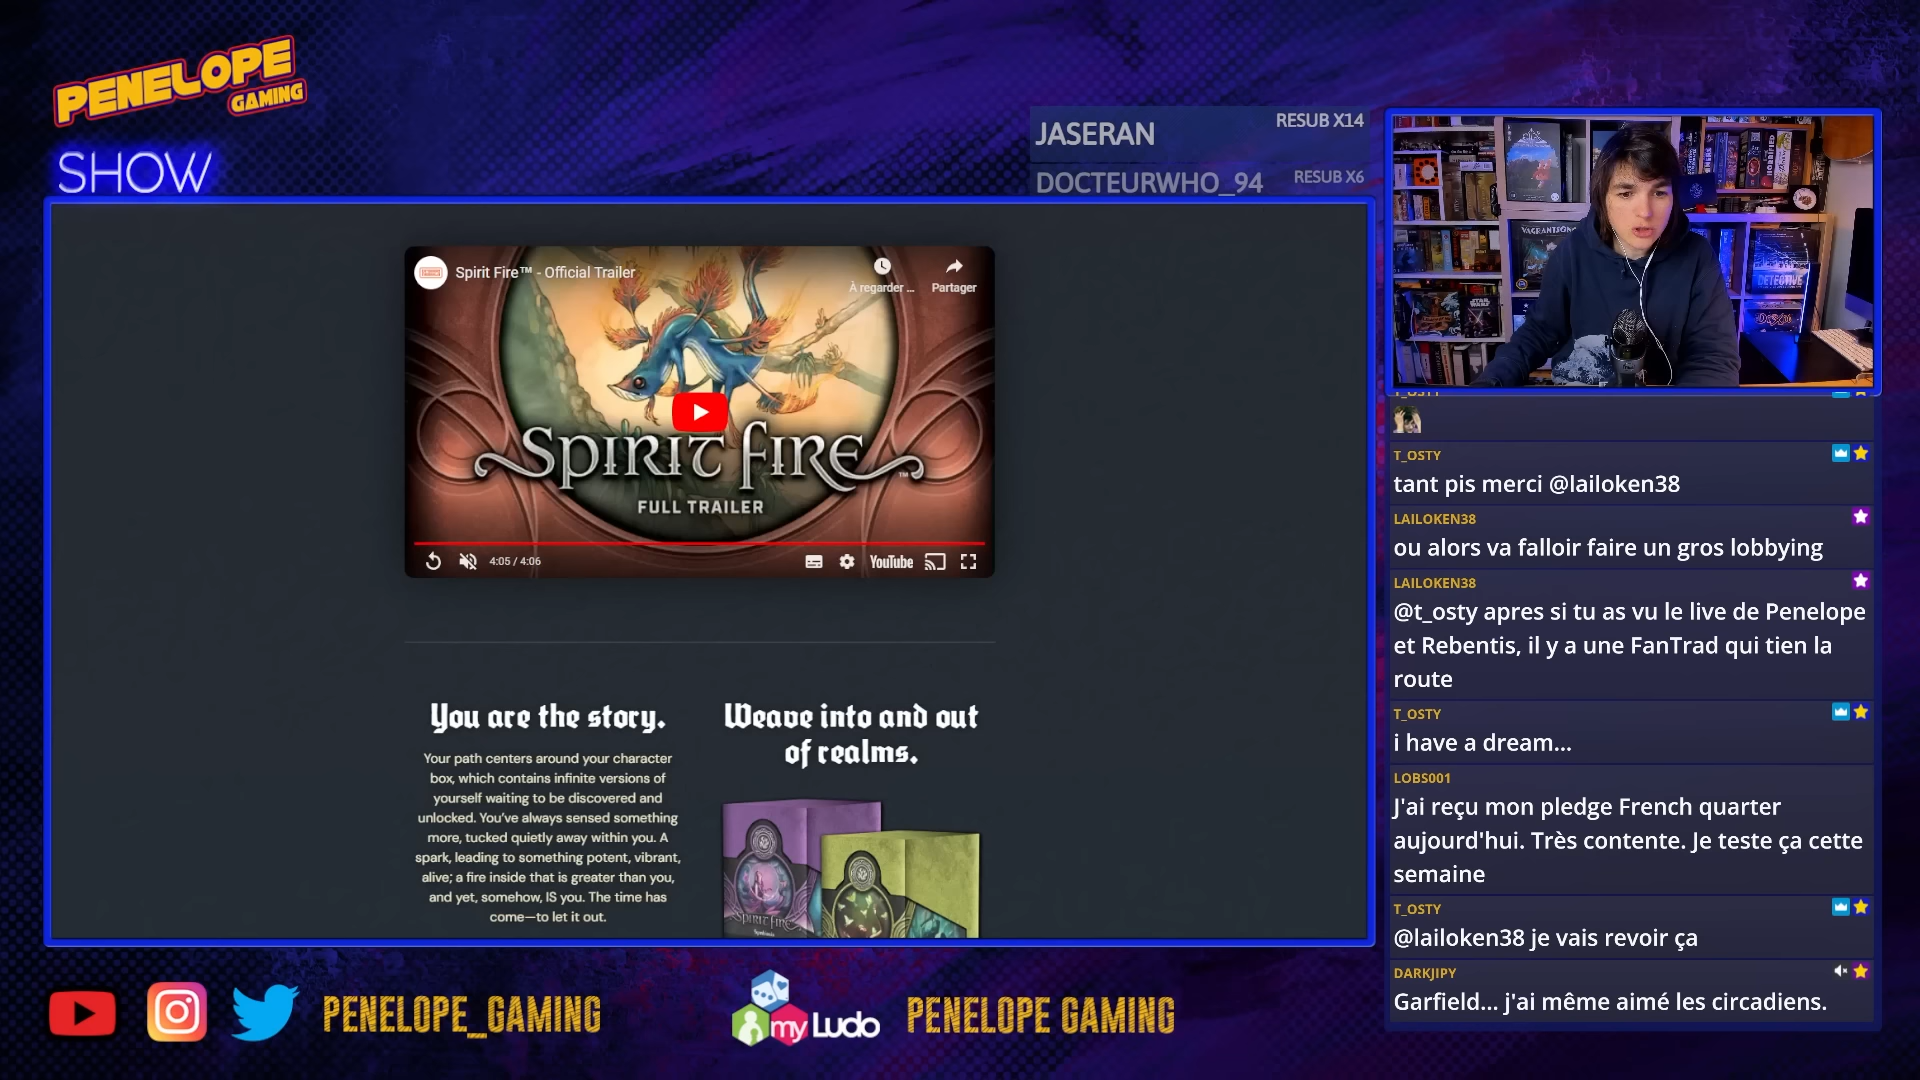 PENELOPE
GAMING
SHOW
JASERAN
RESUB X14
DOCTEURWHO_94
RESUB X6
Spirit Fire™ - Official Trailer
À regarder ...
Partager
SPIRIT FIRE™
FULL TRAILER
4:05 / 4:06
YouTube
You are the story.
Your path centers around your character
box, which contains infinite versions of
yourself waiting to be discovered and
unlocked. You've always sensed something
more, tucked quietly away within you. A
spark, leading to something potent, vibrant,
alive; a fire inside that is greater than you,
and yet, somehow, IS you. The time has
come—to let it out.
Weave into and out
of realms.
SPIRIT FIRE
VAGRANTSONG
DETECTIVE
STAR WARS
T_OSTY
T_OSTY
tant pis merci @lailoken38
LAILOKEN38
ou alors va falloir faire un gros lobbying
LAILOKEN38
@t_osty apres si tu as vu le live de Penelope
et Rebentis, il y a une FanTrad qui tien la
route
T_OSTY
i have a dream...
LOBS001
J'ai reçu mon pledge French quarter
aujourd'hui. Très contente. Je teste ça cette
semaine
T_OSTY
@lailoken38 je vais revoir ça
DARKJIPY
Garfield... j'ai même aimé les circadiens.
PENELOPE_GAMING
myLudo
PENELOPE GAMING